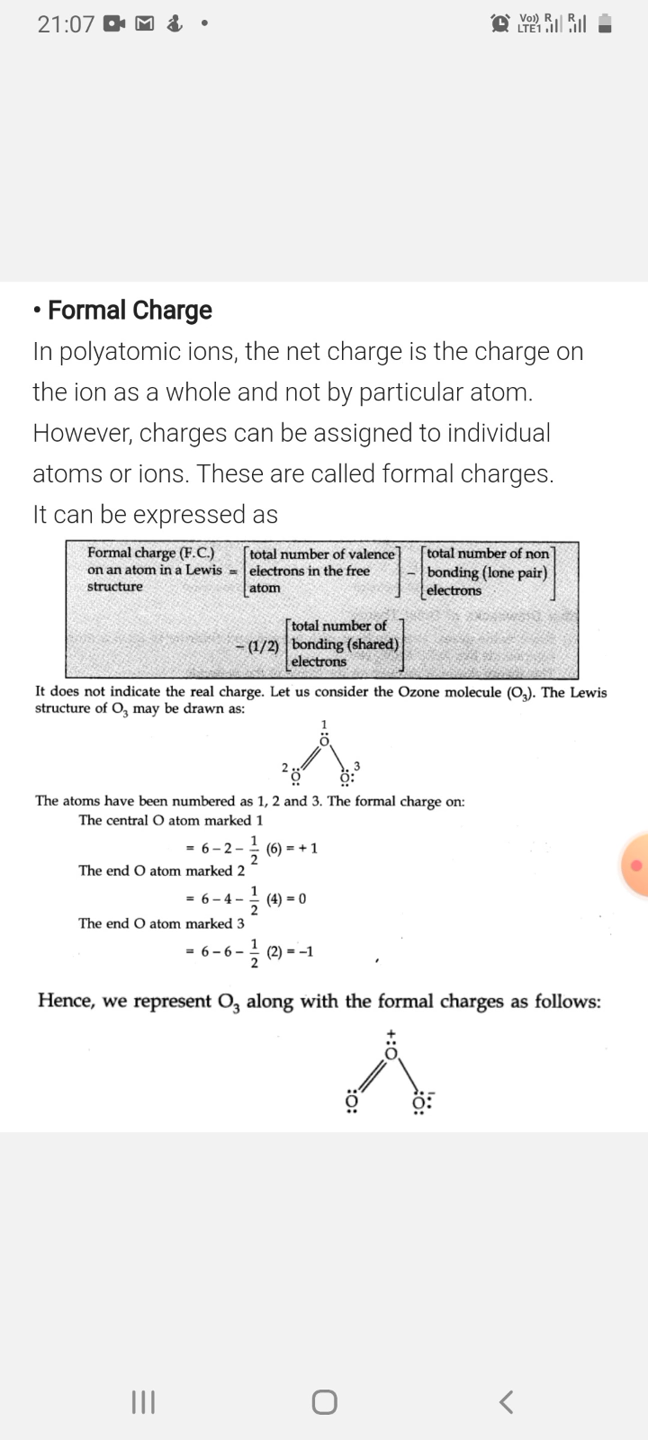 21:07
Vo)) R R
LTE1
• Formal Charge
In polyatomic ions, the net charge is the charge on
the ion as a whole and not by particular atom.
However, charges can be assigned to individual
atoms or ions. These are called formal charges.
It can be expressed as
Formal charge (F.C.) [total number of valence] [total number of non]
on an atom in a Lewis = [electrons in the free] – [bonding (lone pair)]
structure [atom] [electrons]
[total number of]
– (1/2) [bonding (shared)]
[electrons]
It does not indicate the real charge. Let us consider the Ozone molecule (O₃). The Lewis
structure of O₃ may be drawn as:
1
O
2 O O 3
The atoms have been numbered as 1, 2 and 3. The formal charge on:
The central O atom marked 1
= 6 – 2 – 1/2 (6) = + 1
The end O atom marked 2
= 6 – 4 – 1/2 (4) = 0
The end O atom marked 3
= 6 – 6 – 1/2 (2) = –1
Hence, we represent O₃ along with the formal charges as follows:
+
O
O O –